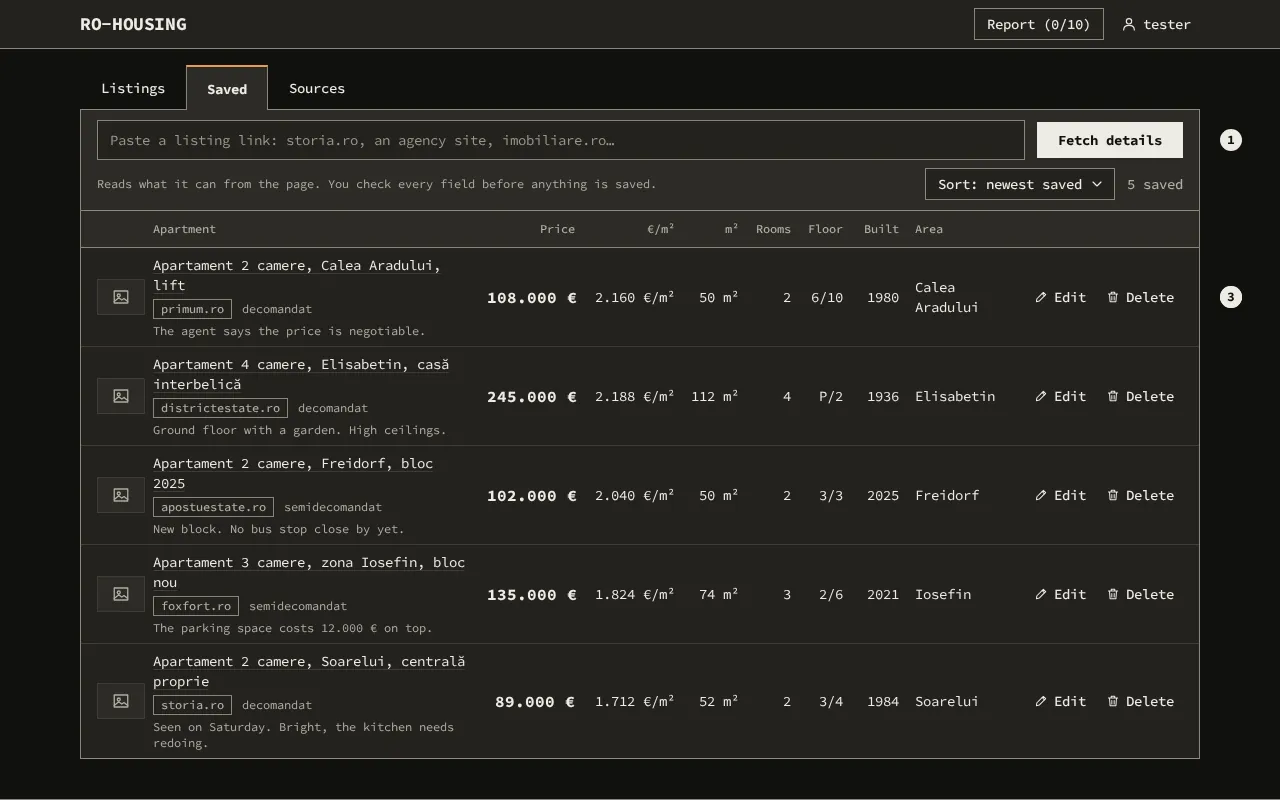 RO-HOUSING
Report (0/10)
tester
Listings
Saved
Sources
Paste a listing link: storia.ro, an agency site, imobiliare.ro…
Fetch details
1
Reads what it can from the page. You check every field before anything is saved.
Sort: newest saved
5 saved
Apartment Price €/m² m² Rooms Floor Built Area
Apartament 2 camere, Calea Aradului,
lift
primum.ro decomandat
The agent says the price is negotiable.
108.000 € 2.160 €/m² 50 m² 2 6/10 1980
Calea
Aradului
Edit Delete
3
Apartament 4 camere, Elisabetin, casă
interbelică
districtestate.ro decomandat
Ground floor with a garden. High ceilings.
245.000 € 2.188 €/m² 112 m² 4 P/2 1936 Elisabetin Edit Delete
Apartament 2 camere, Freidorf, bloc
2025
apostuestate.ro semidecomandat
New block. No bus stop close by yet.
102.000 € 2.040 €/m² 50 m² 2 3/3 2025 Freidorf Edit Delete
Apartament 3 camere, zona Iosefin, bloc
nou
foxfort.ro semidecomandat
The parking space costs 12.000 € on top.
135.000 € 1.824 €/m² 74 m² 3 2/6 2021 Iosefin Edit Delete
Apartament 2 camere, Soarelui, centrală
proprie
storia.ro decomandat
Seen on Saturday. Bright, the kitchen needs
redoing.
89.000 € 1.712 €/m² 52 m² 2 3/4 1984 Soarelui Edit Delete